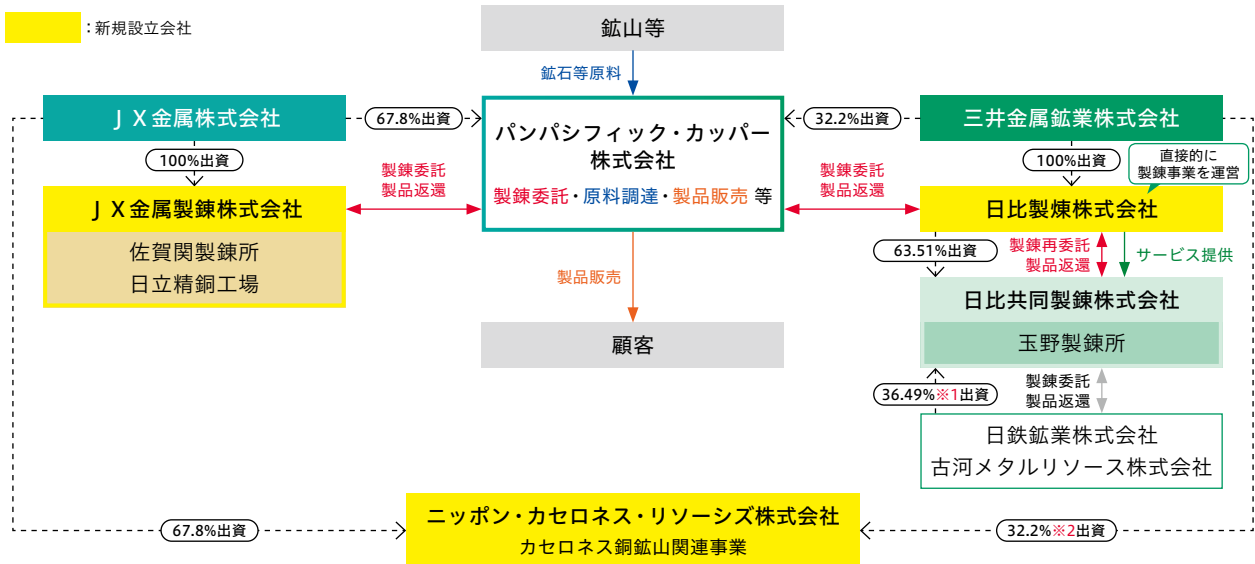 ：新規設立会社
鉱山等
鉱石等原料
ＪＸ金属株式会社
67.8%出資
パンパシフィック・カッパー
株式会社
製錬委託・原料調達・製品販売 等
32.2%出資
三井金属鉱業株式会社
100%出資
100%出資
直接的に
製錬事業を運営
製錬委託
製品返還
製錬委託
製品返還
ＪＸ金属製錬株式会社
佐賀関製錬所
日立精銅工場
日比製煉株式会社
63.51%出資
製錬再委託
製品返還
サービス提供
製品販売
日比共同製錬株式会社
玉野製錬所
顧客
36.49%※1出資
製錬委託
製品返還
日鉄鉱業株式会社
古河メタルリソース株式会社
67.8%出資
ニッポン・カセロネス・リソーシズ株式会社
カセロネス銅鉱山関連事業
32.2%※2出資